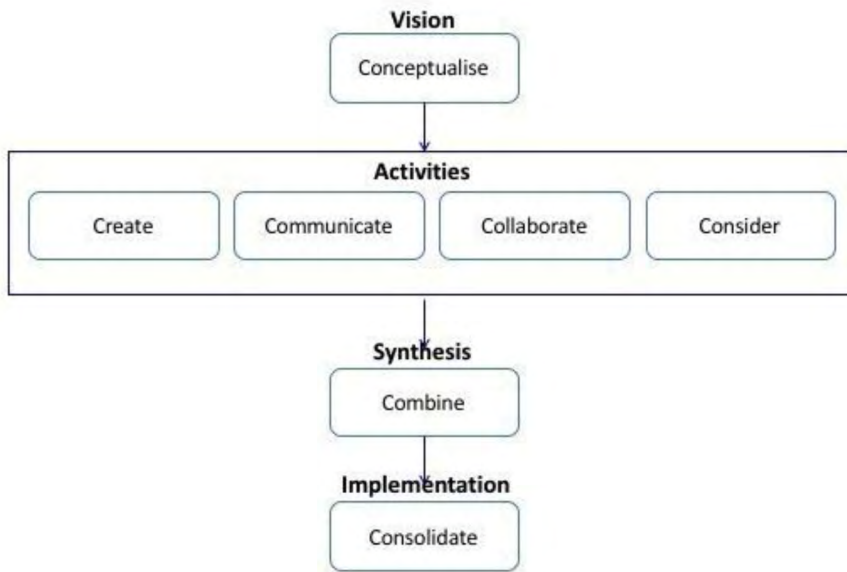 Vision
Conceptualise
Activities
Create
Communicate
Collaborate
Consider
Synthesis
Combine
Implementation
Consolidate